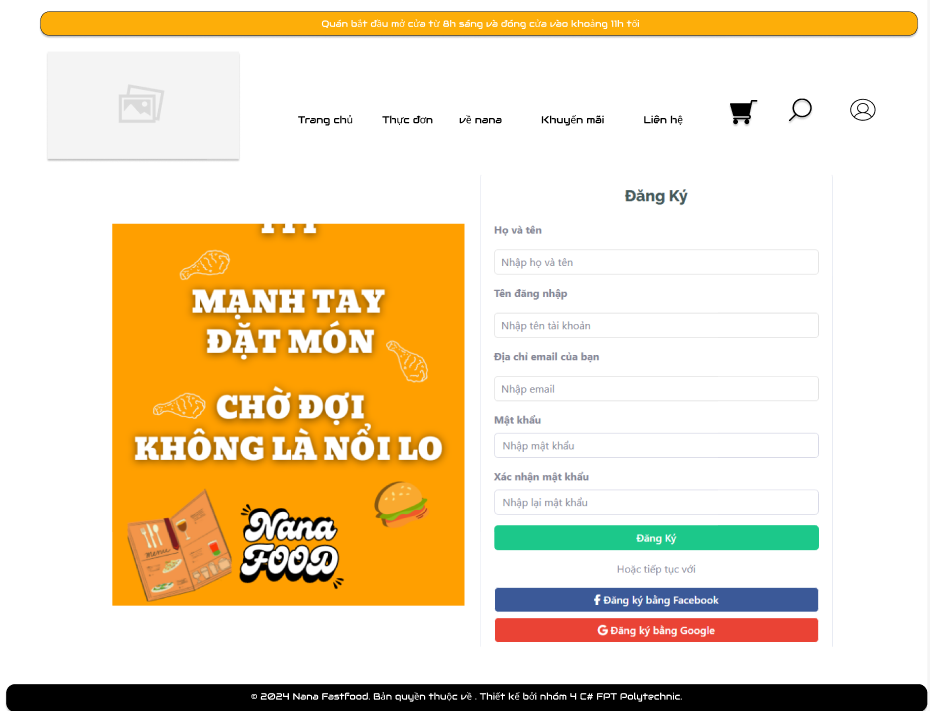 Quán bắt đầu mở cửa từ 8h sáng và đóng cửa vào khoảng 11h tối
Trang chủ
Thực đơn
về nana
Khuyến mãi
Liên hệ
Đăng Ký
Họ và tên
Nhập họ và tên
Tên đăng nhập
Nhập tên tài khoản
Địa chỉ email của bạn
Nhập email
Mật khẩu
Nhập mật khẩu
Xác nhận mật khẩu
Nhập lại mật khẩu
Đăng Ký
Hoặc tiếp tục với
Đăng ký bằng Facebook
Đăng ký bằng Google
MẠNH TAY
ĐẶT MÓN
CHỜ ĐỢI
KHÔNG LÀ NỔI LO
MENU
Nana
FOOD
© 2024 Nana Fastfood. Bản quyền thuộc về . Thiết kế bởi nhóm 4 C# FPT Polytechnic.